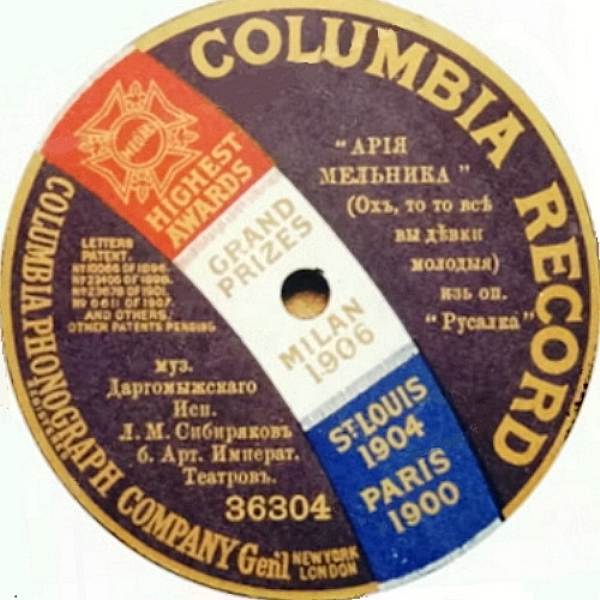 COLUMBIA RECORD
HIGHEST
AWARDS
GRAND
PRIZES
MILAN
1906
ST LOUIS
1904
PARIS
1900
"АРІЯ
МЕЛЬНИКА"
(Охъ, то то всѣ
вы дѣвки
молодыя)
изъ оп.
"Русалка"
LETTERS
PATENT.
AND OTHERS.
OTHER PATENTS PENDING
муз.
Даргомыжскаго
Исп.
Л. М. Сибиряковъ
б. Арт. Императ.
Театровъ.
36304
COLUMBIA PHONOGRAPH COMPANY Gen'l
NEW YORK
LONDON